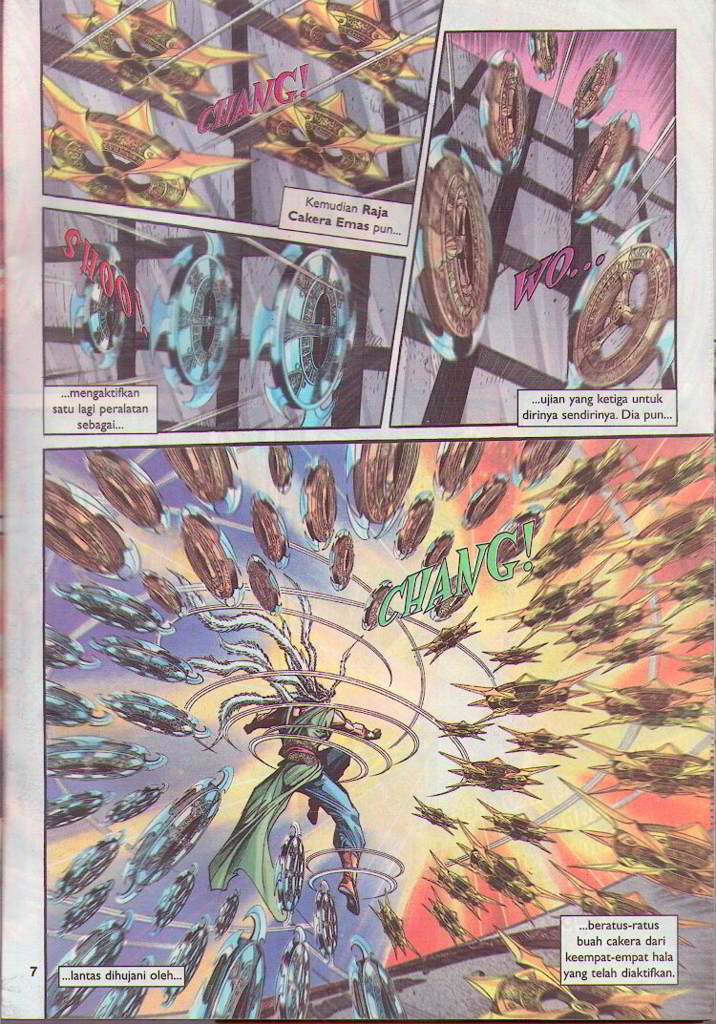 CHANG!
Kemudian Raja
Cakera Emas pun...
SHOO!
...mengaktifkan
satu lagi peralatan
sebagai...
WO...
...ujian yang ketiga untuk
dirinya sendirinya. Dia pun...
CHANG!
...lantas dihujani oleh...
...beratus-ratus
buah cakera dari
keempat-empat hala
yang telah diaktifkan.
7